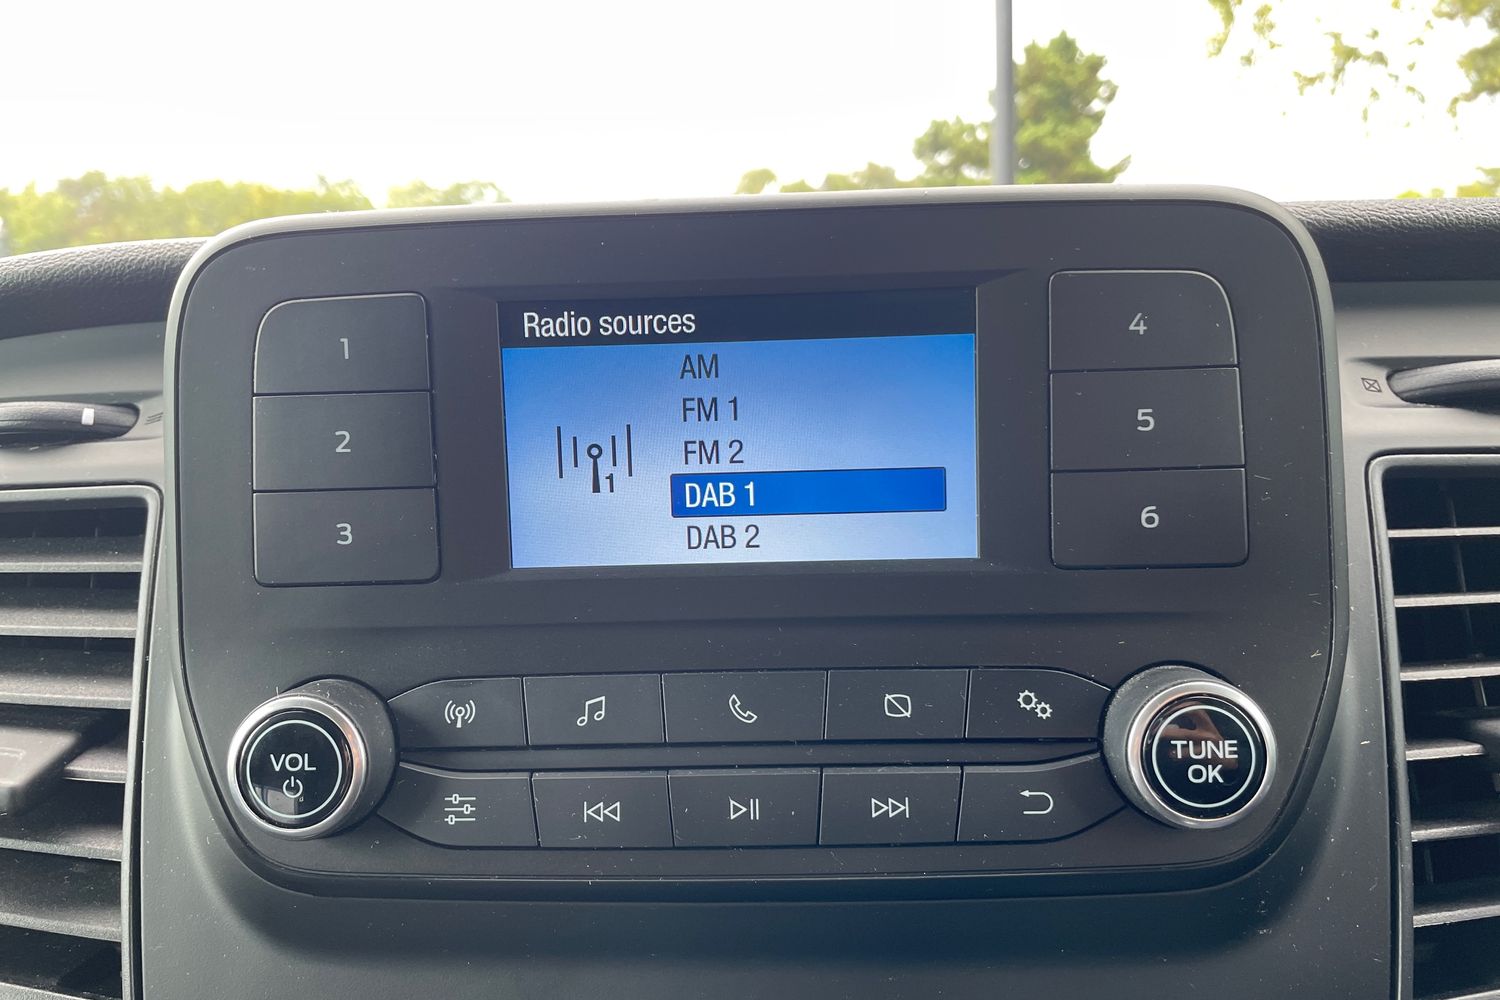 Radio sources
AM
FM 1
FM 2
DAB 1
DAB 2
1
1
2
3
4
5
6
VOL
TUNE
OK